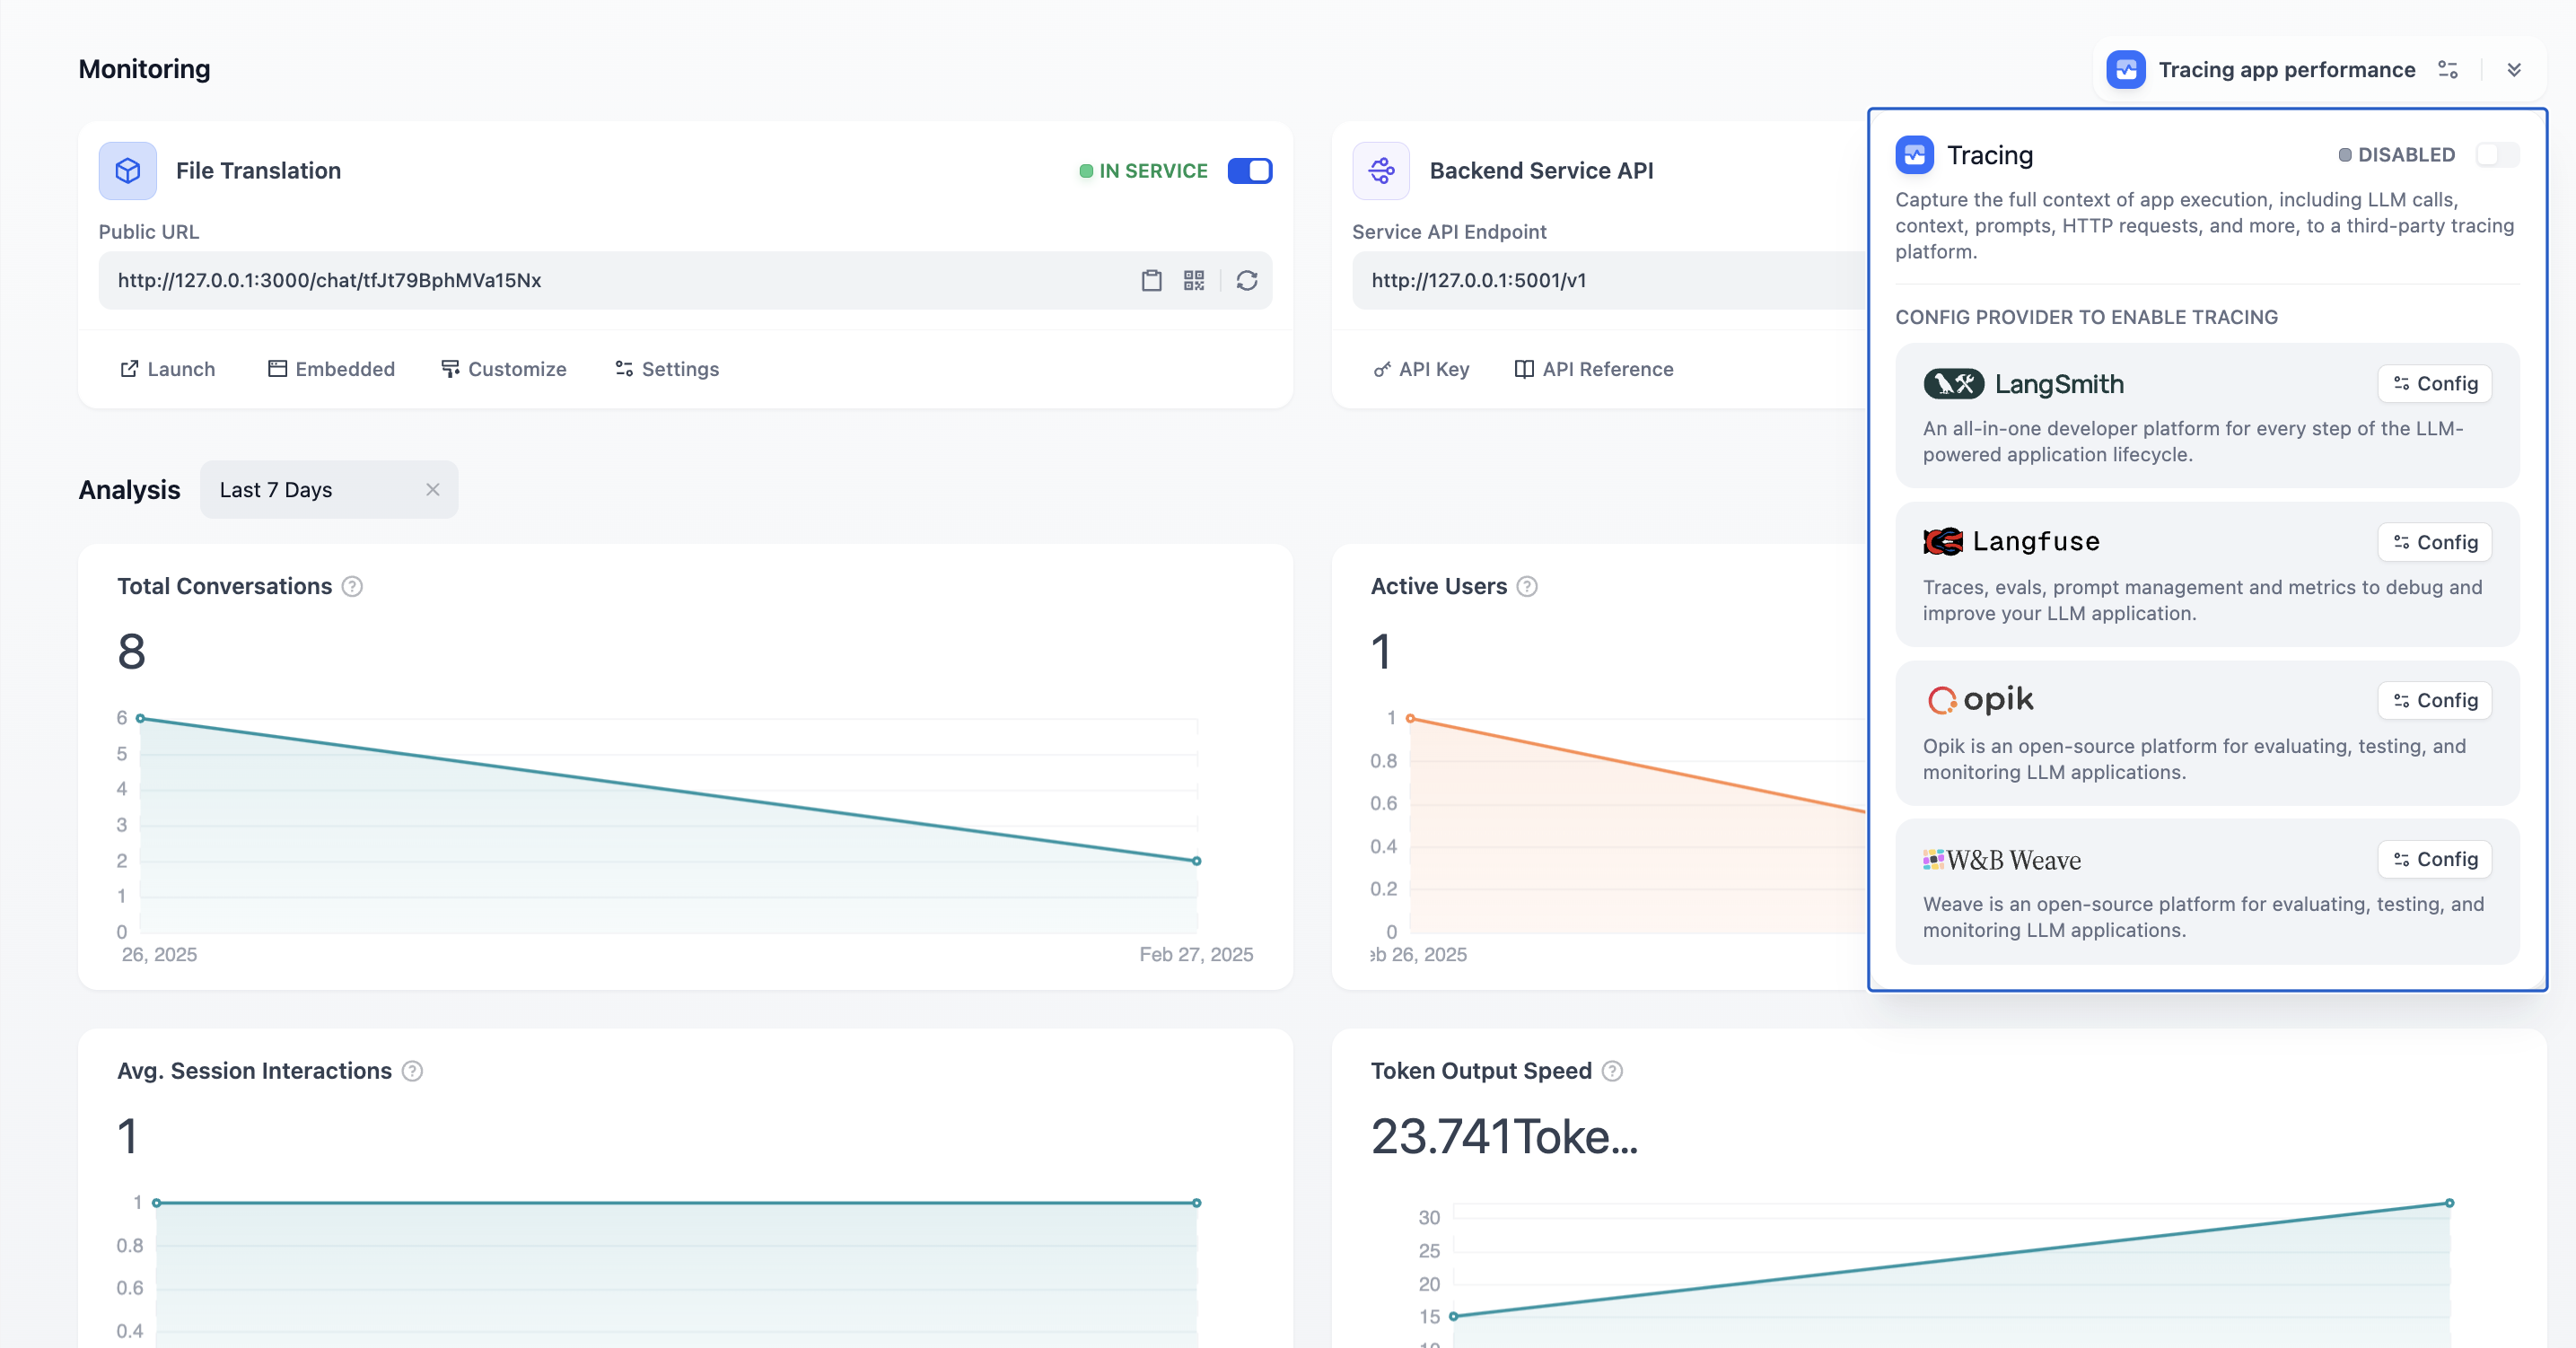 Monitoring
Tracing app performance
File Translation
IN SERVICE
Public URL
http://127.0.0.1:3000/chat/tfJt79BphMVa15Nx
Launch
Embedded
Customize
Settings
Backend Service API
Service API Endpoint
http://127.0.0.1:5001/v1
API Key
API Reference
Tracing
DISABLED
Capture the full context of app execution, including LLM calls,
context, prompts, HTTP requests, and more, to a third-party tracing
platform.
CONFIG PROVIDER TO ENABLE TRACING
LangSmith
Config
An all-in-one developer platform for every step of the LLM-
powered application lifecycle.
Langfuse
Config
Traces, evals, prompt management and metrics to debug and
improve your LLM application.
opik
Config
Opik is an open-source platform for evaluating, testing, and
monitoring LLM applications.
W&B Weave
Config
Weave is an open-source platform for evaluating, testing, and
monitoring LLM applications.
Analysis
Last 7 Days
Total Conversations
8
6
5
4
3
2
1
0
26, 2025
Feb 27, 2025
Active Users
1
1
0.8
0.6
0.4
0.2
0
eb 26, 2025
Avg. Session Interactions
1
1
0.8
0.6
0.4
Token Output Speed
23.741Toke...
30
25
20
15
10